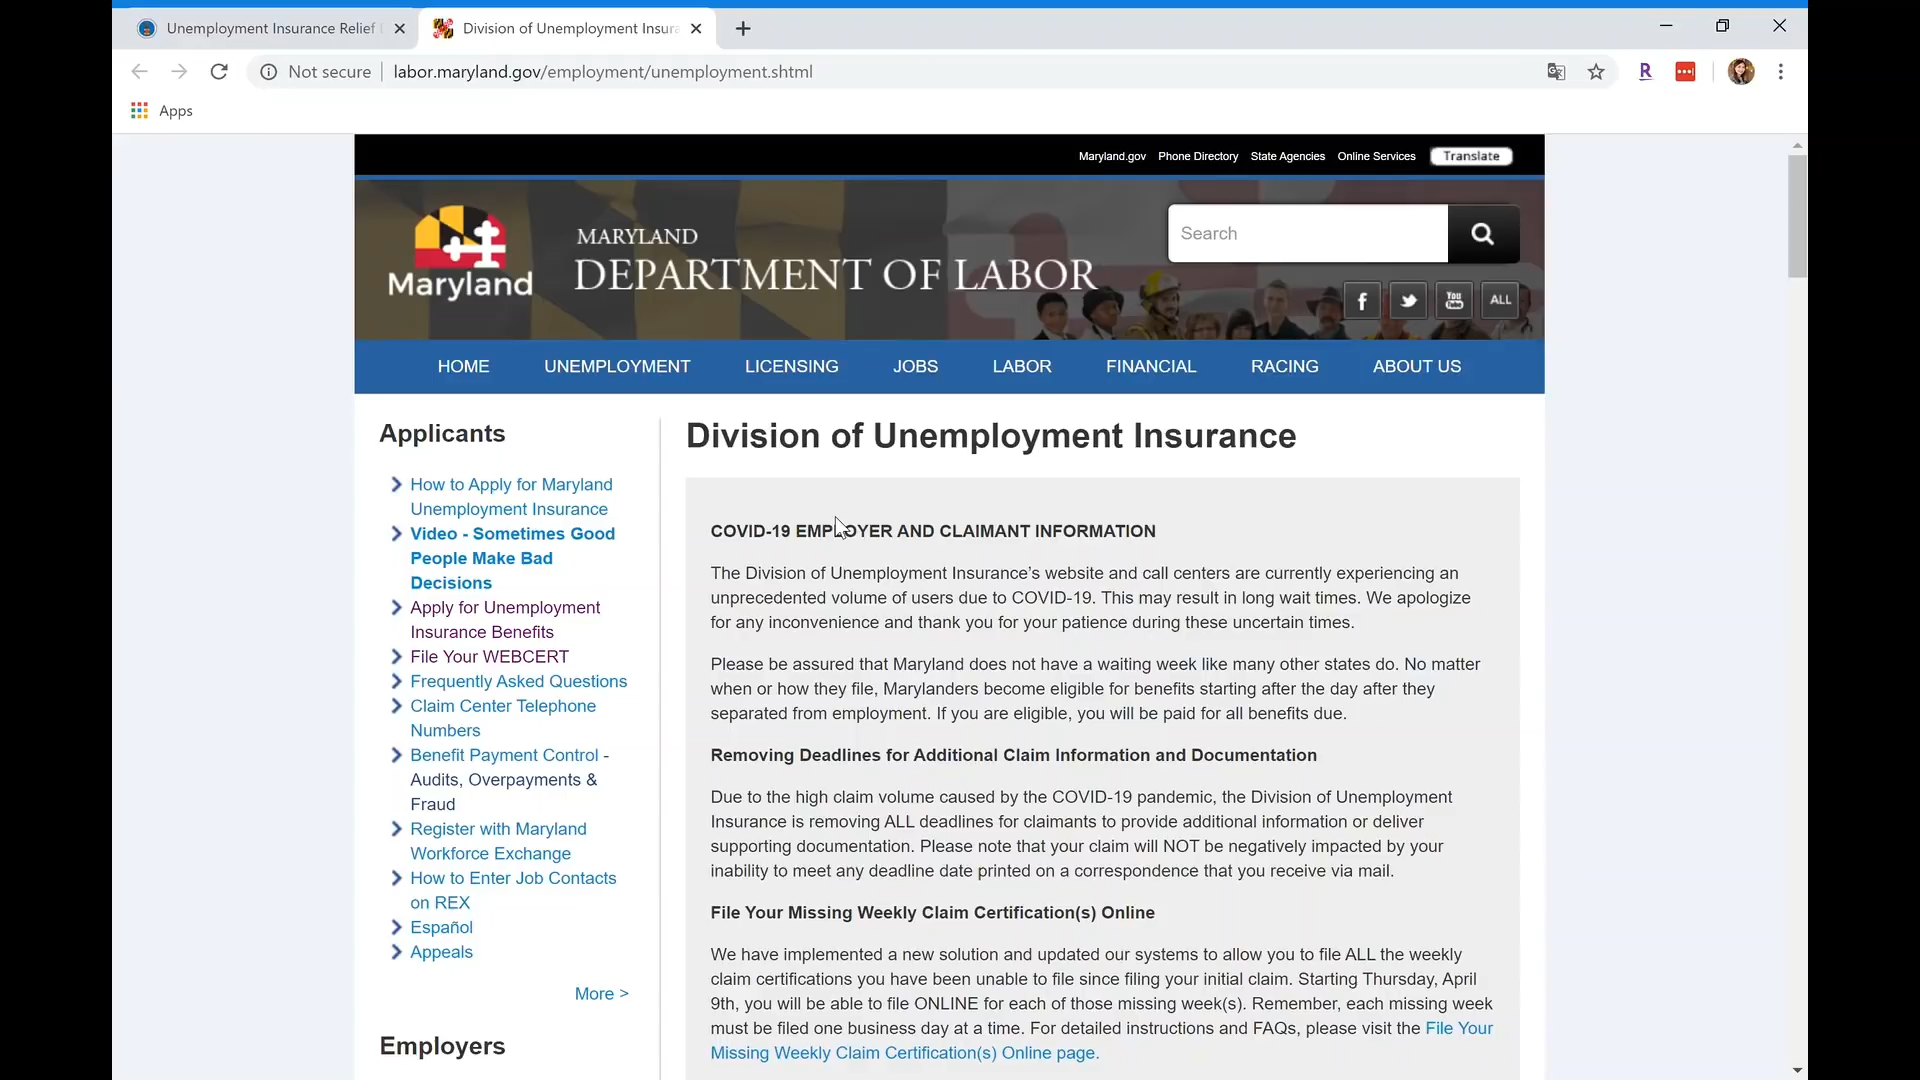 Unemployment Insurance Relief
Division of Unemployment Insura
Not secure
labor.maryland.gov/employment/unemployment.shtml
R
Apps
Maryland.gov Phone Directory State Agencies Online Services Translate
Maryland
MARYLAND
DEPARTMENT OF LABOR
Search
f
You
Tube
ALL
HOME UNEMPLOYMENT LICENSING JOBS LABOR FINANCIAL RACING ABOUT US
Applicants
How to Apply for Maryland
Unemployment Insurance
Video - Sometimes Good
People Make Bad
Decisions
Apply for Unemployment
Insurance Benefits
File Your WEBCERT
Frequently Asked Questions
Claim Center Telephone
Numbers
Benefit Payment Control -
Audits, Overpayments &
Fraud
Register with Maryland
Workforce Exchange
How to Enter Job Contacts
on REX
Español
Appeals
More >
Employers
Division of Unemployment Insurance
COVID-19 EMPLOYER AND CLAIMANT INFORMATION
The Division of Unemployment Insurance's website and call centers are currently experiencing an
unprecedented volume of users due to COVID-19. This may result in long wait times. We apologize
for any inconvenience and thank you for your patience during these uncertain times.
Please be assured that Maryland does not have a waiting week like many other states do. No matter
when or how they file, Marylanders become eligible for benefits starting after the day after they
separated from employment. If you are eligible, you will be paid for all benefits due.
Removing Deadlines for Additional Claim Information and Documentation
Due to the high claim volume caused by the COVID-19 pandemic, the Division of Unemployment
Insurance is removing ALL deadlines for claimants to provide additional information or deliver
supporting documentation. Please note that your claim will NOT be negatively impacted by your
inability to meet any deadline date printed on a correspondence that you receive via mail.
File Your Missing Weekly Claim Certification(s) Online
We have implemented a new solution and updated our systems to allow you to file ALL the weekly
claim certifications you have been unable to file since filing your initial claim. Starting Thursday, April
9th, you will be able to file ONLINE for each of those missing week(s). Remember, each missing week
must be filed one business day at a time. For detailed instructions and FAQs, please visit the File Your
Missing Weekly Claim Certification(s) Online page.